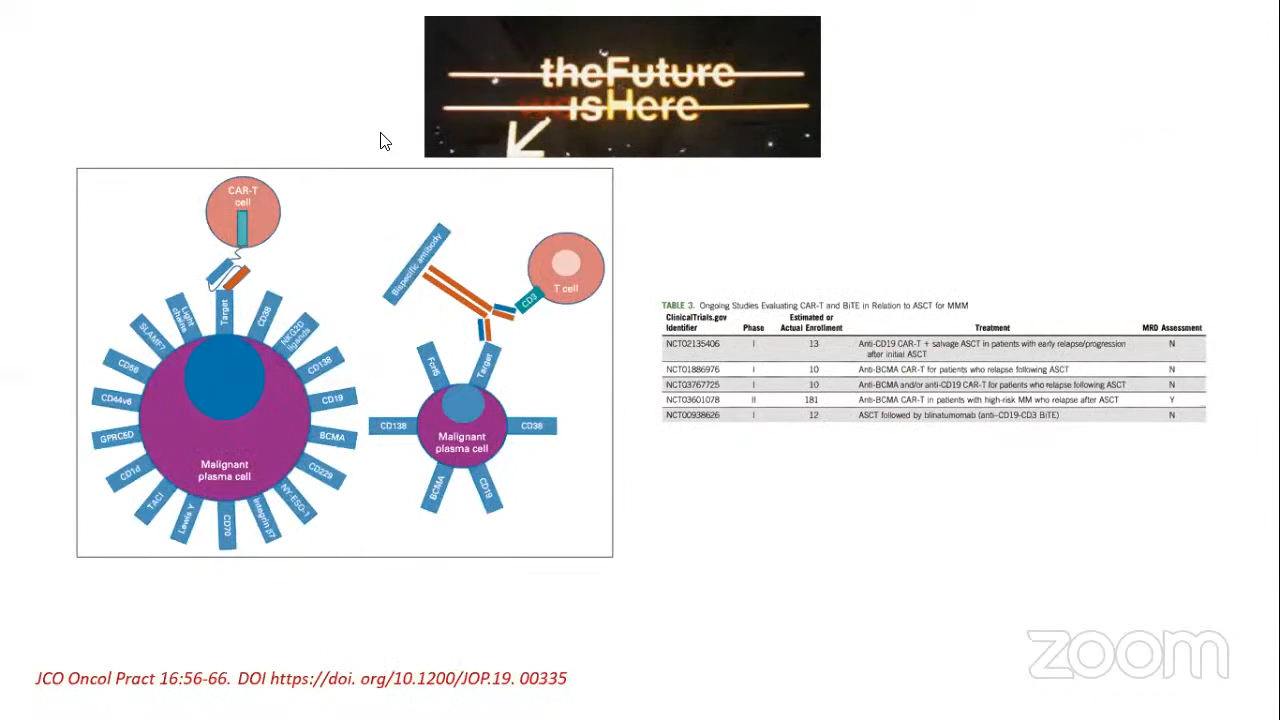 theFuture
isHere
CAR-T
cell
Target
CD38
NKG2D
ligands
CD138
CD19
BCMA
CD229
NY-ESO-1
Integrin β7
CD70
Lewis Y
TACI
CD1d
GPRCED
CD44v6
CD56
SLAMF7
Light
chains
Malignant
plasma cell
Bispecific antibody
CD3
T cell
Target
FcH5
CD138
CD38
BCMA
CD19
Malignant
plasma cell
TABLE 3. Ongoing Studies Evaluating CAR-T and BiTE in Relation to ASCT for MMM
ClinicalTrials.gov Identifier Phase Estimated or Actual Enrollment Treatment MRD Assessment
NCT02135406 I 13 Anti-CD19 CAR-T + salvage ASCT in patients with early relapse/progression N
after initial ASCT
NCT01886976 I 10 Anti-BCMA CAR-T for patients who relapse following ASCT N
NCT03767725 I 10 Anti-BCMA and/or anti-CD19 CAR-T for patients who relapse following ASCT N
NCT03601078 II 181 Anti-BCMA CAR-T in patients with high-risk MM who relapse after ASCT Y
NCT00938626 I 12 ASCT followed by blinatumomab (anti-CD19-CD3 BiTE) N
JCO Oncol Pract 16:56-66. DOI https://doi. org/10.1200/JOP.19. 00335
zoom